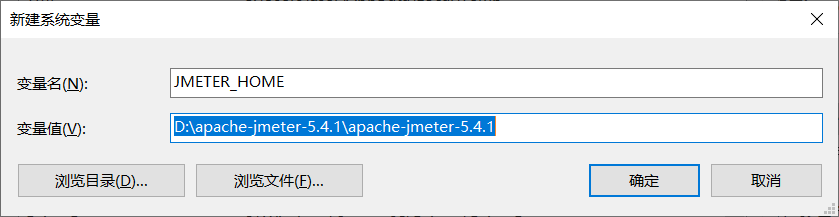 新建系统变量
变量名(N):
JMETER_HOME
变量值(V):
D:\apache-jmeter-5.4.1\apache-jmeter-5.4.1
浏览目录(D)...
浏览文件(F)...
确定
取消